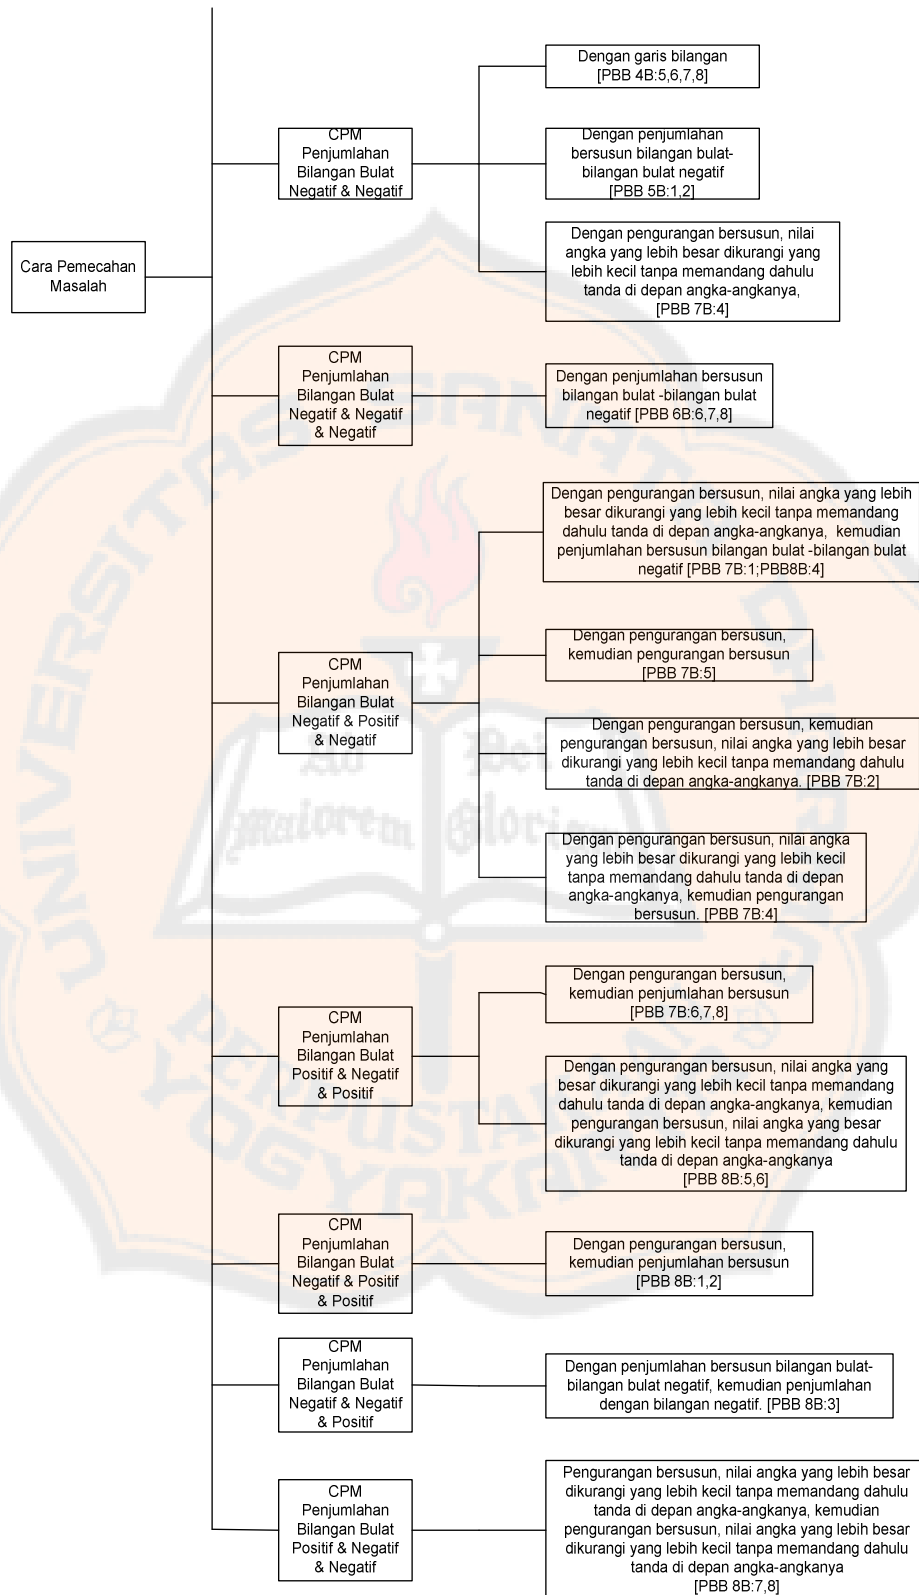 Cara Pemecahan
Masalah
CPM
Penjumlahan
Bilangan Bulat
Negatif & Negatif
Dengan garis bilangan
[PBB 4B:5,6,7,8]
Dengan penjumlahan
bersusun bilangan bulat-
bilangan bulat negatif
[PBB 5B:1,2]
Dengan pengurangan bersusun, nilai
angka yang lebih besar dikurangi yang
lebih kecil tanpa memandang dahulu
tanda di depan angka-angkanya,
[PBB 7B:4]
CPM
Penjumlahan
Bilangan Bulat
Negatif & Negatif
& Negatif
Dengan penjumlahan bersusun
bilangan bulat -bilangan bulat
negatif [PBB 6B:6,7,8]
CPM
Penjumlahan
Bilangan Bulat
Negatif & Positif
& Negatif
Dengan pengurangan bersusun, nilai angka yang lebih
besar dikurangi yang lebih kecil tanpa memandang
dahulu tanda di depan angka-angkanya,  kemudian
penjumlahan bersusun bilangan bulat -bilangan bulat
negatif [PBB 7B:1;PBB8B:4]
Dengan pengurangan bersusun,
kemudian pengurangan bersusun
[PBB 7B:5]
Dengan pengurangan bersusun, kemudian
pengurangan bersusun, nilai angka yang lebih besar
dikurangi yang lebih kecil tanpa memandang dahulu
tanda di depan angka-angkanya. [PBB 7B:2]
Dengan pengurangan bersusun, nilai angka
yang lebih besar dikurangi yang lebih kecil
tanpa memandang dahulu tanda di depan
angka-angkanya, kemudian pengurangan
bersusun. [PBB 7B:4]
CPM
Penjumlahan
Bilangan Bulat
Positif & Negatif
& Positif
Dengan pengurangan bersusun,
kemudian penjumlahan bersusun
[PBB 7B:6,7,8]
Dengan pengurangan bersusun, nilai angka yang
besar dikurangi yang lebih kecil tanpa memandang
dahulu tanda di depan angka-angkanya, kemudian
pengurangan bersusun, nilai angka yang besar
dikurangi yang lebih kecil tanpa memandang dahulu
tanda di depan angka-angkanya
[PBB 8B:5,6]
CPM
Penjumlahan
Bilangan Bulat
Negatif & Positif
& Positif
Dengan pengurangan bersusun,
kemudian penjumlahan bersusun
[PBB 8B:1,2]
CPM
Penjumlahan
Bilangan Bulat
Negatif & Negatif
& Positif
Dengan penjumlahan bersusun bilangan bulat-
bilangan bulat negatif, kemudian penjumlahan
dengan bilangan negatif. [PBB 8B:3]
CPM
Penjumlahan
Bilangan Bulat
Positif & Negatif
& Negatif
Pengurangan bersusun, nilai angka yang lebih besar
dikurangi yang lebih kecil tanpa memandang dahulu
tanda di depan angka-angkanya, kemudian
pengurangan bersusun, nilai angka yang lebih besar
dikurangi yang lebih kecil tanpa memandang dahulu
tanda di depan angka-angkanya
[PBB 8B:7,8]
UNIVERSITAS SANATA DHARMA
Ad Dei
Maiorem Gloriam
PERPUSTAKAAN
YOGYAKARTA